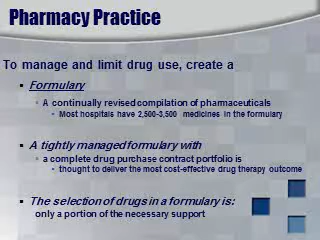 Pharmacy Practice
To manage and limit drug use, create a
▪ Formulary
▪ A continually revised compilation of pharmaceuticals
▪ Most hospitals have 2,500-3,500 medicines in the formulary
▪ A tightly managed formulary with
▪ a complete drug purchase contract portfolio is
▪ thought to deliver the most cost-effective drug therapy outcome
▪ The selection of drugs in a formulary is:
only a portion of the necessary support